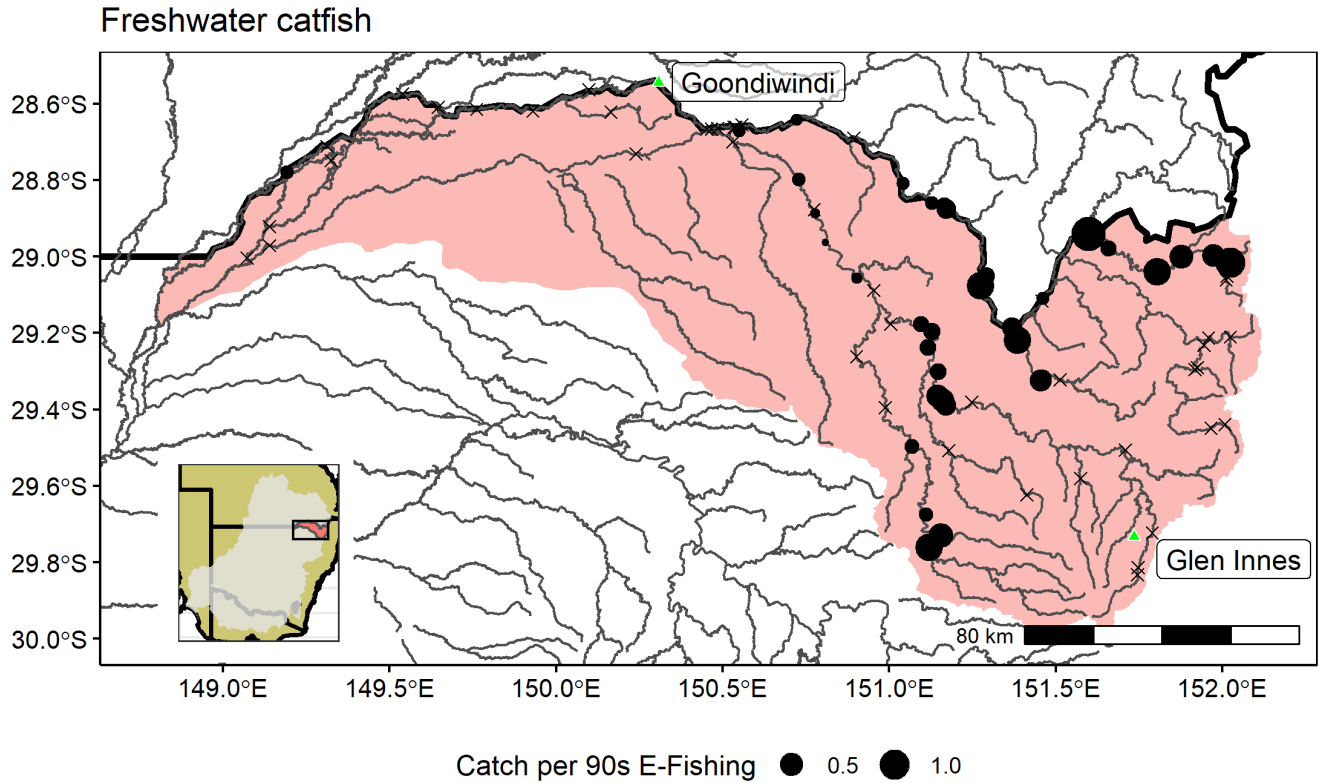 Freshwater catfish
Goondiwindi
28.6°S
28.8°S
29.0°S
29.2°S
29.4°S
29.6°S
29.8°S
30.0°S
Glen Innes
80 km
149.0°E 149.5°E 150.0°E 150.5°E 151.0°E 151.5°E 152.0°E
Catch per 90s E-Fishing 0.5 1.0